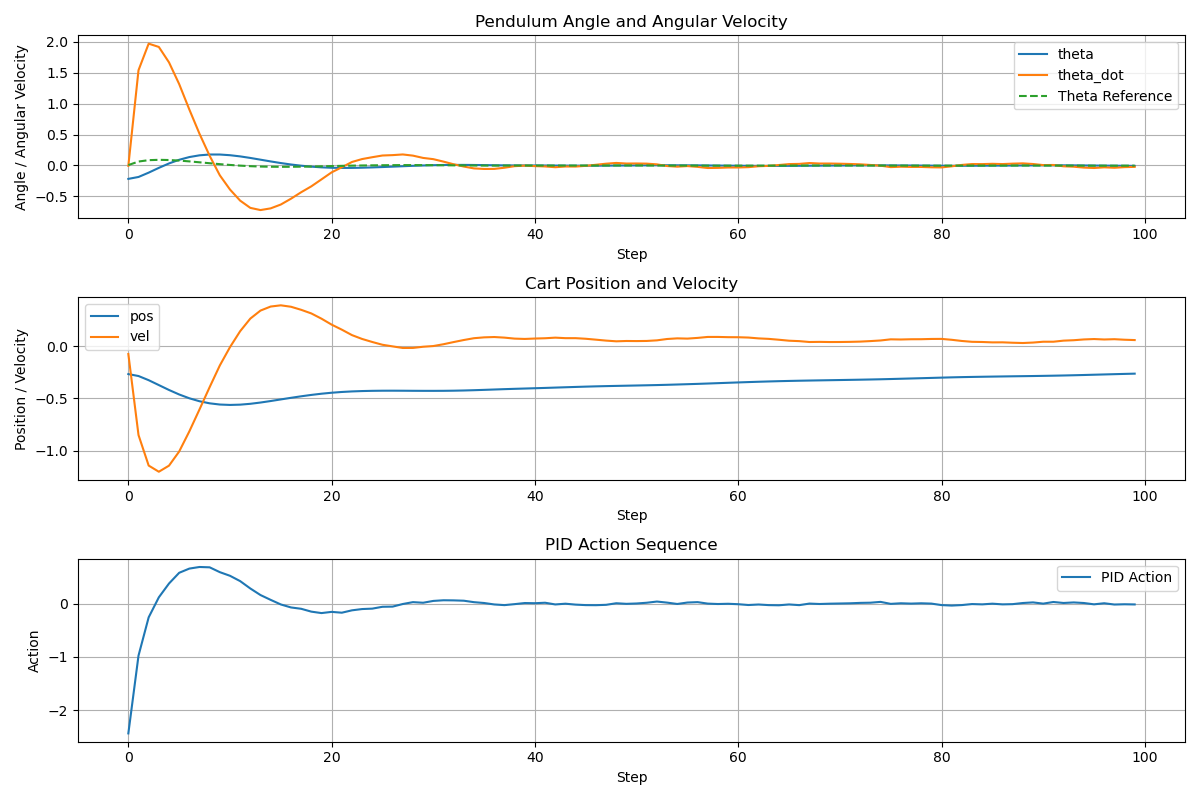 Pendulum Angle and Angular Velocity
Angle / Angular Velocity
2.0
1.5
1.0
0.5
0.0
−0.5
theta
theta_dot
Theta Reference
0 20 40 60 80 100
Step
Cart Position and Velocity
Position / Velocity
0.0
−0.5
−1.0
pos
vel
0 20 40 60 80 100
Step
PID Action Sequence
Action
0
−1
−2
PID Action
0 20 40 60 80 100
Step